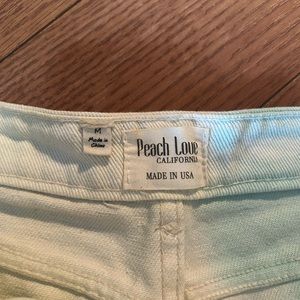 M
Made in
China
Peach Love
CALIFORNIA
MADE IN USA